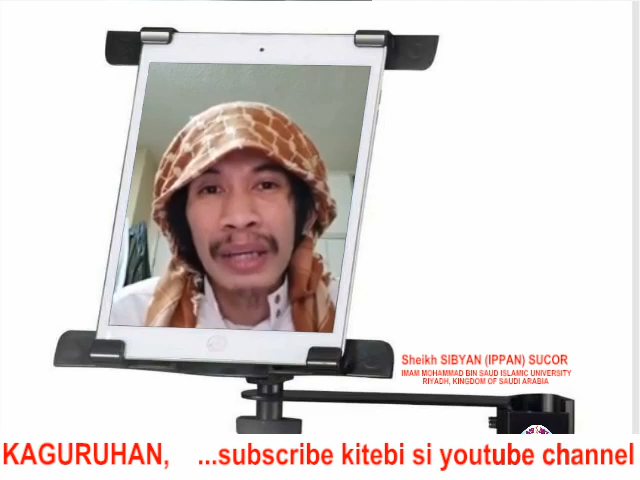 Sheikh SIBYAN (IPPAN) SUCOR
IMAM MOHAMMAD BIN SAUD ISLAMIC UNIVERSITY
RIYADH, KINGDOM OF SAUDI ARABIA
KAGURUHAN, ...subscribe kitebi si youtube channel